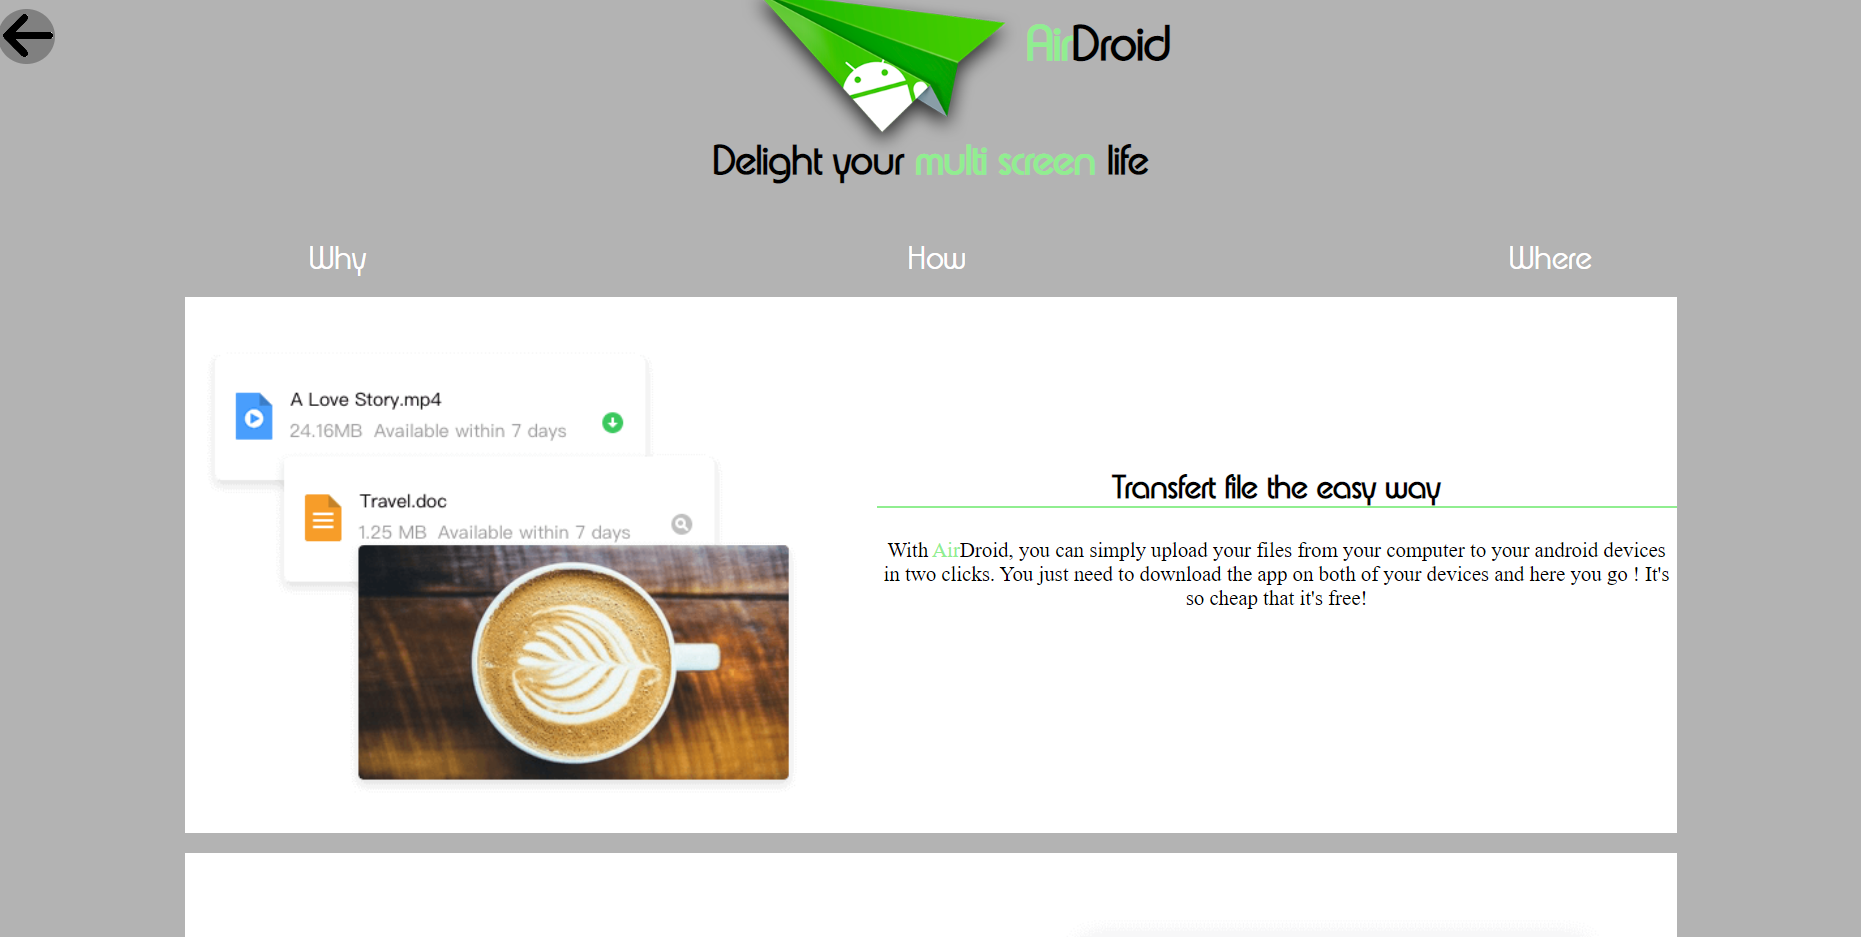 AirDroid
Delight your multi screen life
Why
How
Where
A Love Story.mp4
24.16MB Available within 7 days
Travel.doc
1.25 MB Available within 7 days
Transfert file the easy way
With AirDroid, you can simply upload your files from your computer to your android devices
in two clicks. You just need to download the app on both of your devices and here you go ! It's
so cheap that it's free!